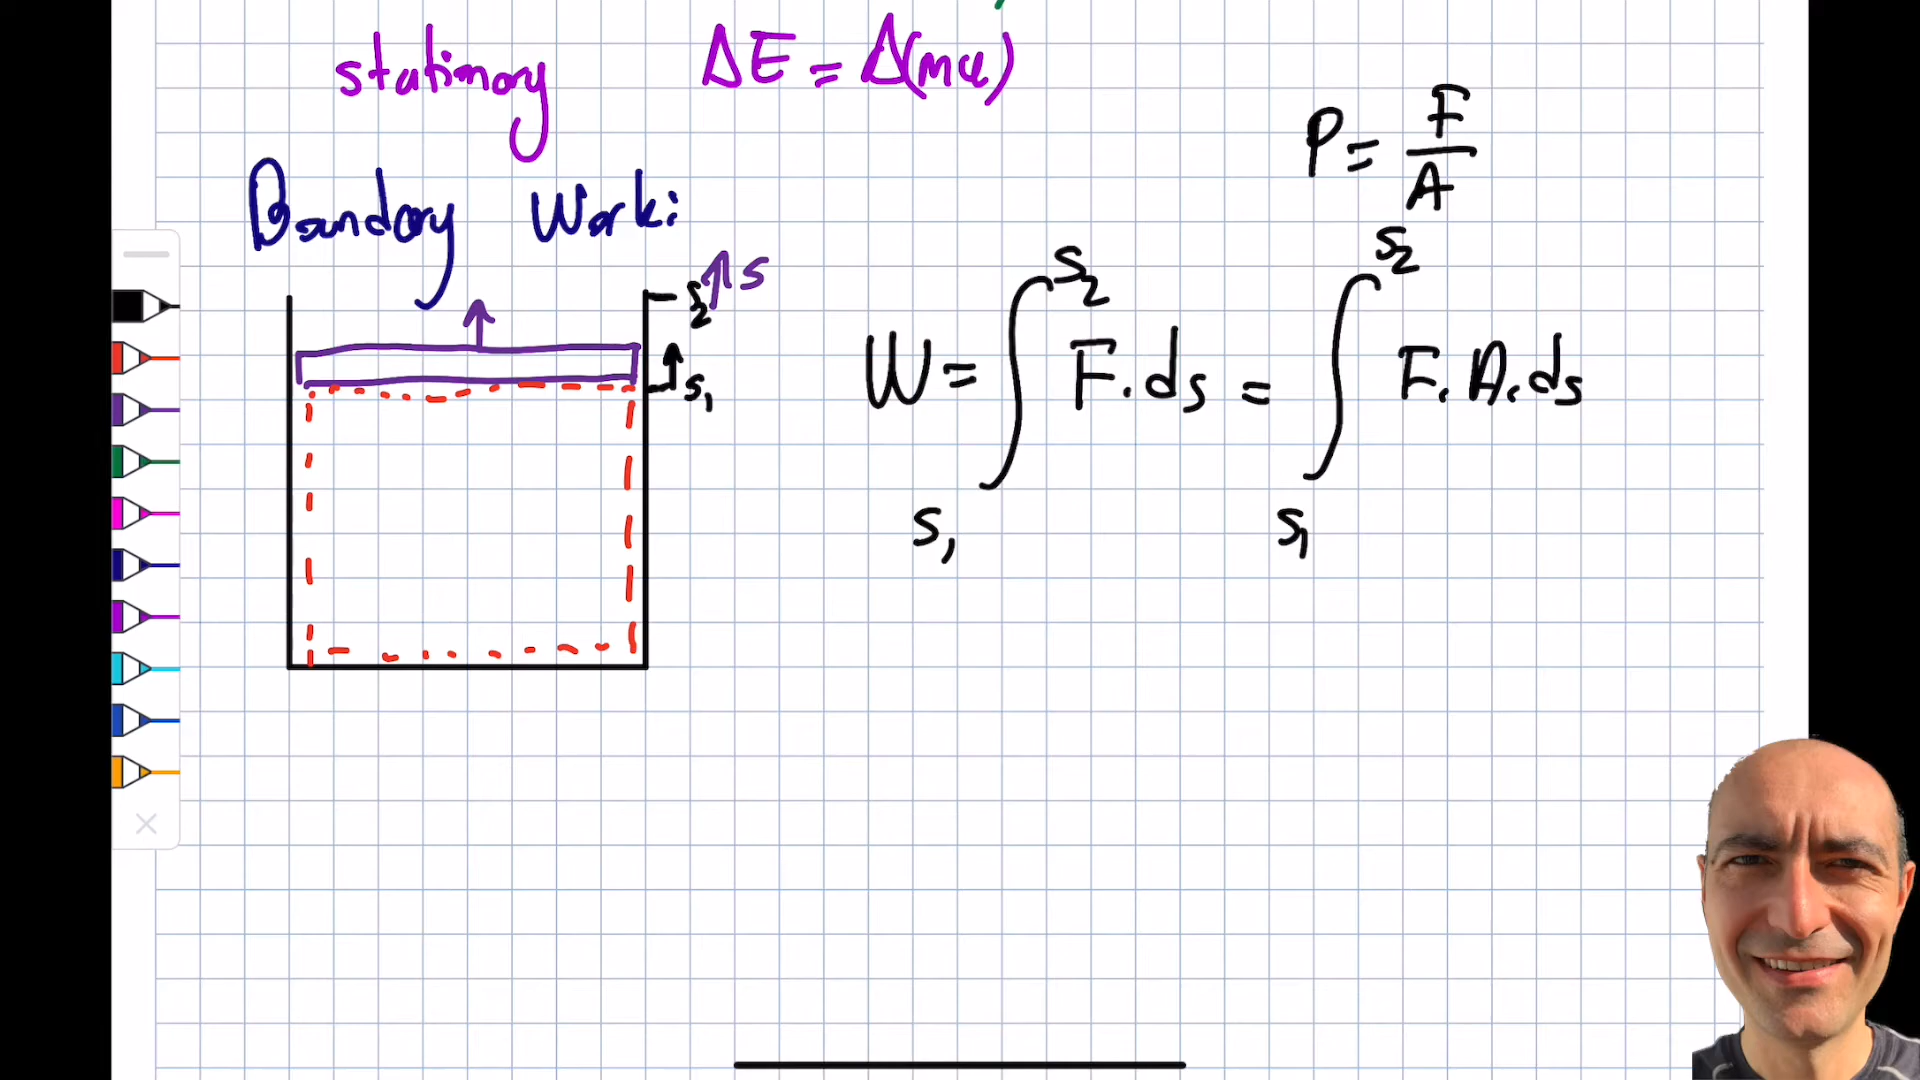 stationary ΔE = Δ(mu)
P = F/A
Boundary Work:
s₂ ↑ s
s₁
W = ∫ₛ₁^s₂ F. ds = ∫ₛ₁^s₂ F. A. ds